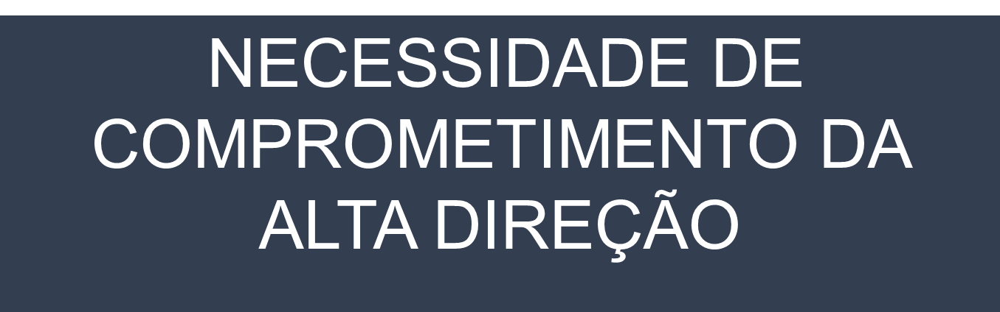 NECESSIDADE DE
COMPROMETIMENTO DA
ALTA DIREÇÃO